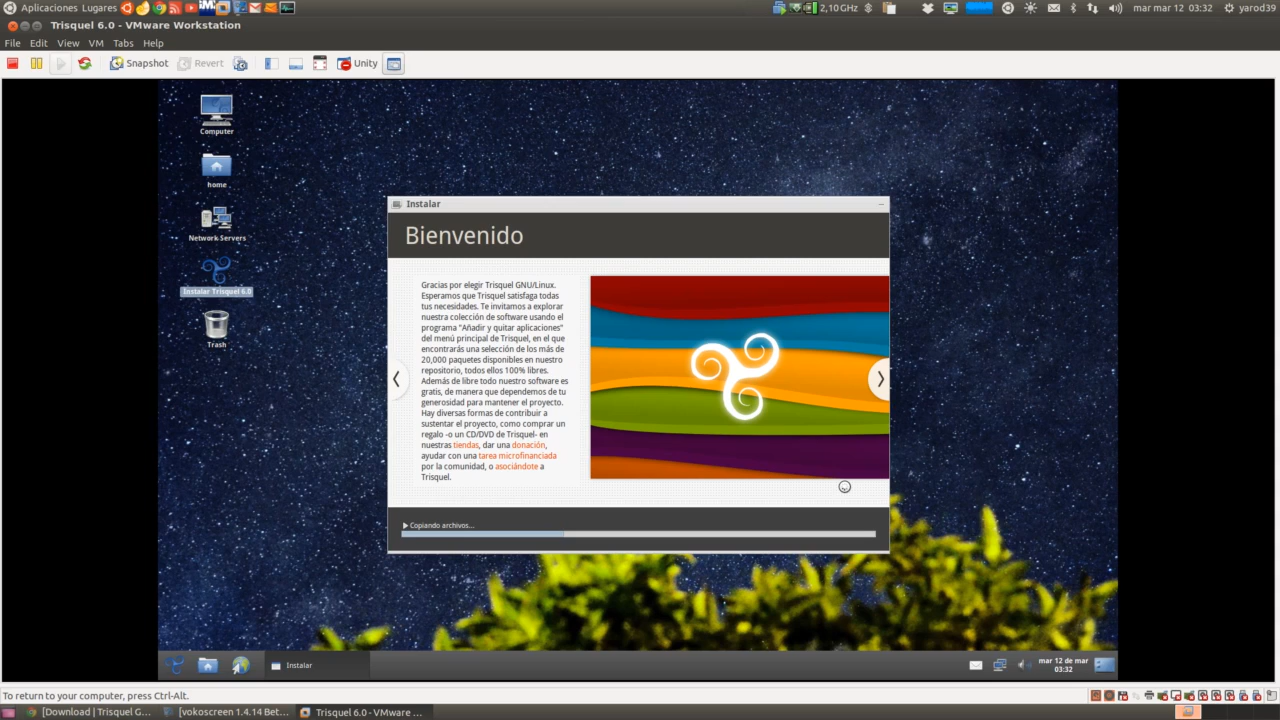 Aplicaciones Lugares
2,10GHz
mar mar 12 03:32
yarod39
Trisquel 6.0 - VMware Workstation
File Edit View VM Tabs Help
Snapshot Revert Unity
Computer
home
Network Servers
Instalar Trisquel 6.0
Trash
Instalar
Bienvenido
Gracias por elegir Trisquel GNU/Linux.
Esperamos que Trisquel satisfaga todas
tus necesidades. Te invitamos a explorar
nuestra colección de software usando el
programa "Añadir y quitar aplicaciones"
del menú principal de Trisquel, en el que
encontrarás una selección de los más de
20,000 paquetes disponibles en nuestro
repositorio, todos ellos 100% libres.
Además de libre todo nuestro software es
gratis, de manera que dependemos de tu
generosidad para mantener el proyecto.
Hay diversas formas de contribuir a
sustentar el proyecto, como comprar un
regalo -o un CD/DVD de Trisquel- en
nuestras tiendas, dar una donación,
ayudar con una tarea microfinanciada
por la comunidad, o asociándote a
Trisquel.
Copiando archivos...
Instalar
mar 12 de mar
03:32
To return to your computer, press Ctrl-Alt.
[Download | Trisquel G...
[vokoscreen 1.4.14 Bet...
Trisquel 6.0 - VMware ...